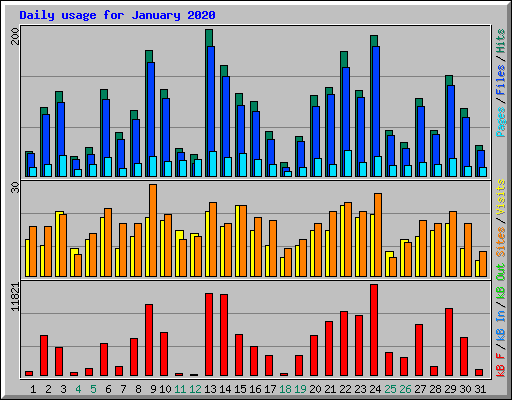 Daily usage for January 2020
200
Pages / Files / Hits
30
Sites / Visits
11821
kB F / kB In / kB Out
1 2 3 4 5 6 7 8 9 10 11 12 13 14 15 16 17 18 19 20 21 22 23 24 25 26 27 28 29 30 31